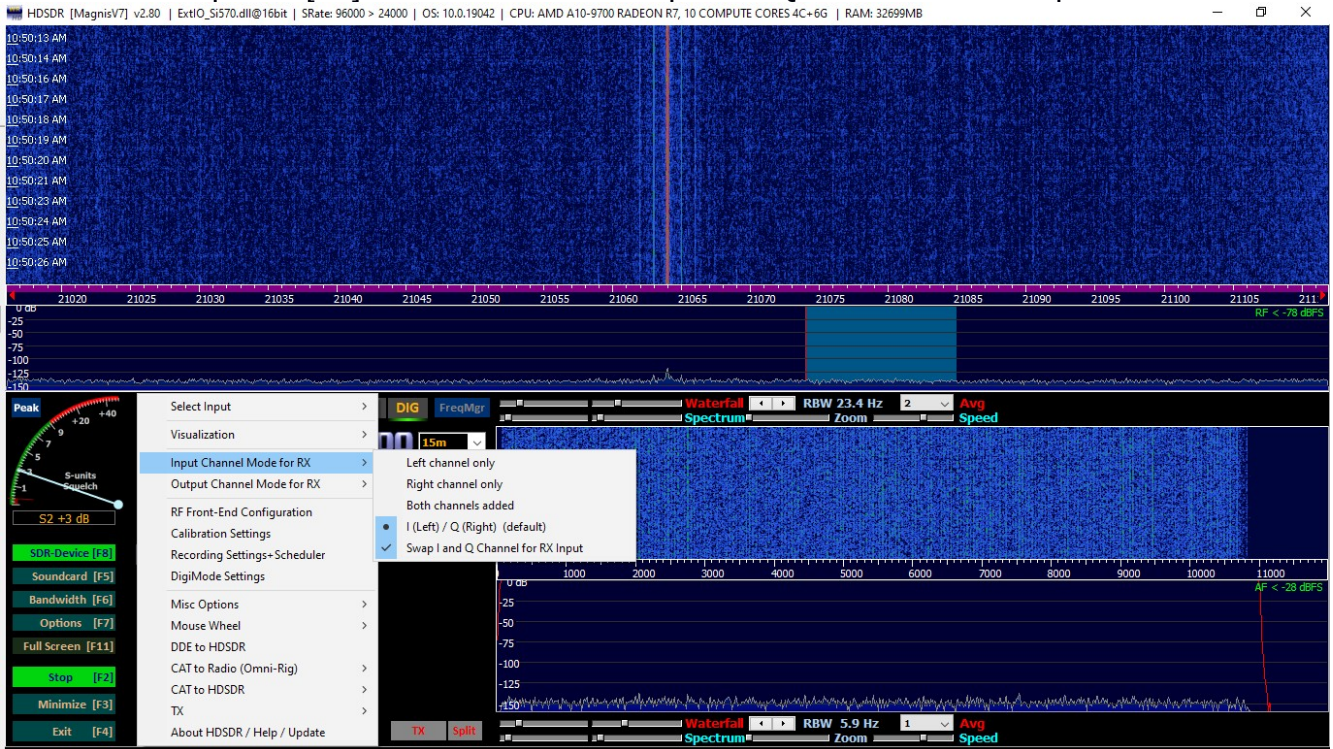 HDSDR [MagnisV7] v2.80 | ExtIO_Si570.dll@16bit | SRate: 96000 > 24000 | OS: 10.0.19042 | CPU: AMD A10-9700 RADEON R7, 10 COMPUTE CORES 4C+6G | RAM: 32699MB
10:50:13 AM
10:50:14 AM
10:50:16 AM
10:50:17 AM
10:50:18 AM
10:50:19 AM
10:50:20 AM
10:50:21 AM
10:50:23 AM
10:50:24 AM
10:50:25 AM
10:50:26 AM
21020 21025 21030 21035 21040 21045 21050 21055 21060 21065 21070 21075 21080 21085 21090 21095 21100 21105 211
0 dB
RF < -78 dBFS
-25
-50
-75
-100
-125
-150
Peak
+20 +40
9
7
5
3
1
S-units
Squelch
S2 +3 dB
SDR-Device [F8]
Soundcard [F5]
Bandwidth [F6]
Options [F7]
Full Screen [F11]
Stop [F2]
Minimize [F3]
Exit [F4]
Select Input
Visualization
Input Channel Mode for RX
Output Channel Mode for RX
RF Front-End Configuration
Calibration Settings
Recording Settings+Scheduler
DigiMode Settings
Misc Options
Mouse Wheel
DDE to HDSDR
CAT to Radio (Omni-Rig)
CAT to HDSDR
TX
About HDSDR / Help / Update
DIG FreqMgr
15m
Left channel only
Right channel only
Both channels added
I (Left) / Q (Right) (default)
Swap I and Q Channel for RX Input
TX Split
Waterfall RBW 23.4 Hz 2 Avg
Spectrum Zoom Speed
1000 2000 3000 4000 5000 6000 7000 8000 9000 10000 11000
0 dB
AF < -28 dBFS
-25
-50
-75
-100
-125
-150
Waterfall RBW 5.9 Hz 1 Avg
Spectrum Zoom Speed